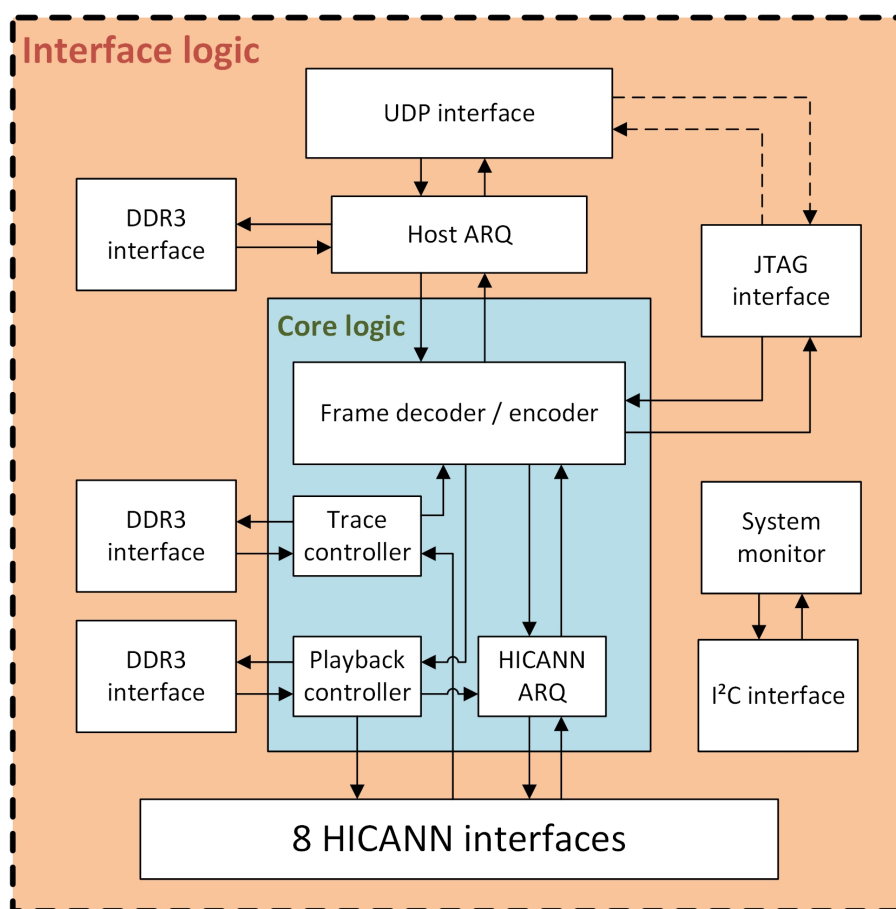 Interface logic
UDP interface
DDR3
interface
Host ARQ
JTAG
interface
Core logic
Frame decoder / encoder
DDR3
interface
Trace
controller
System
monitor
DDR3
interface
Playback
controller
HICANN
ARQ
I²C interface
8 HICANN interfaces